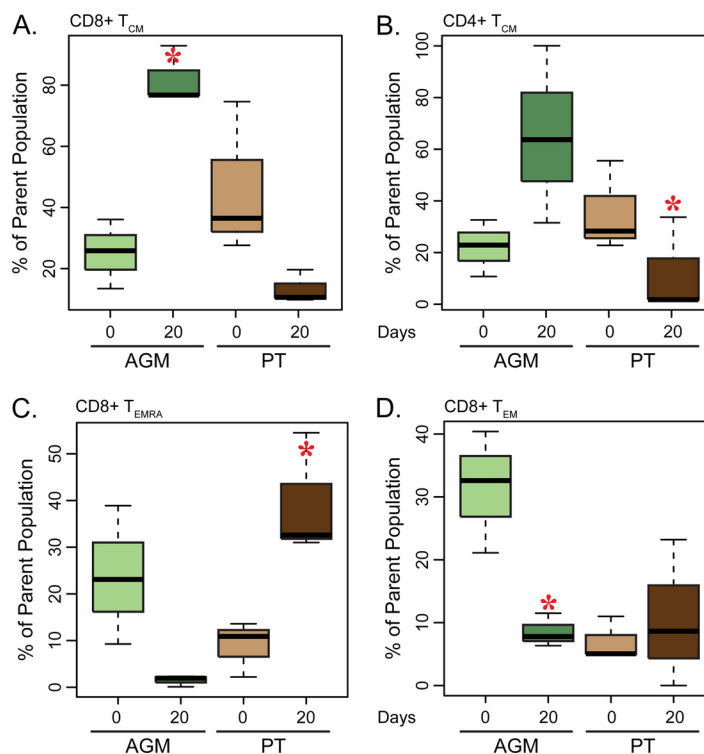 A. CD8+ TCM
% of Parent Population
80
60
40
20
0 20 0 20
AGM PT
B. CD4+ TCM
% of Parent Population
100
80
60
40
20
0
Days 0 20 0 20
AGM PT
C. CD8+ TEMRA
% of Parent Population
50
40
30
20
10
0
0 20 0 20
AGM PT
D. CD8+ TEM
% of Parent Population
40
30
20
10
0
Days 0 20 0 20
AGM PT